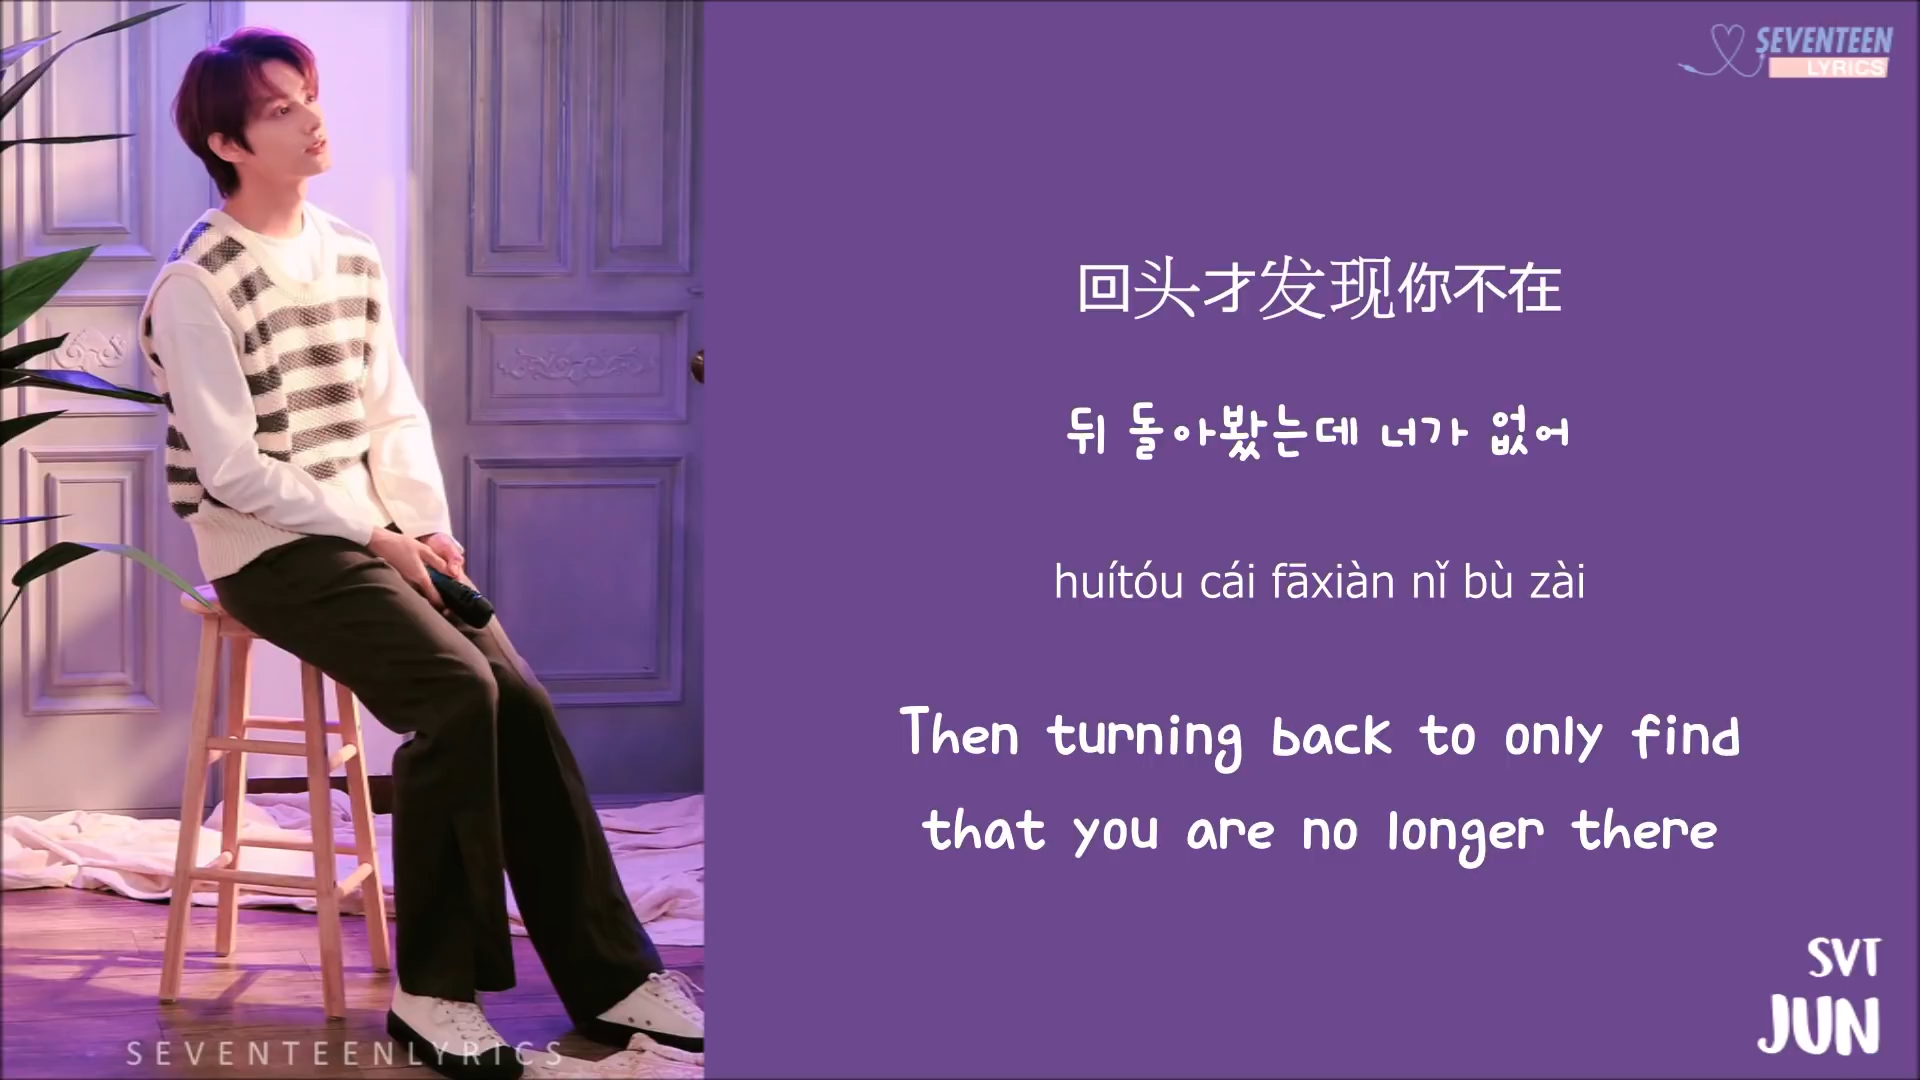 SEVENTEEN
LYRICS
回头才发现你不在
뒤 돌아봤는데 너가 없어
huítóu cái fāxiàn nǐ bù zài
Then turning back to only find
that you are no longer there
SVT
JUN
SEVENTEENLYRICS